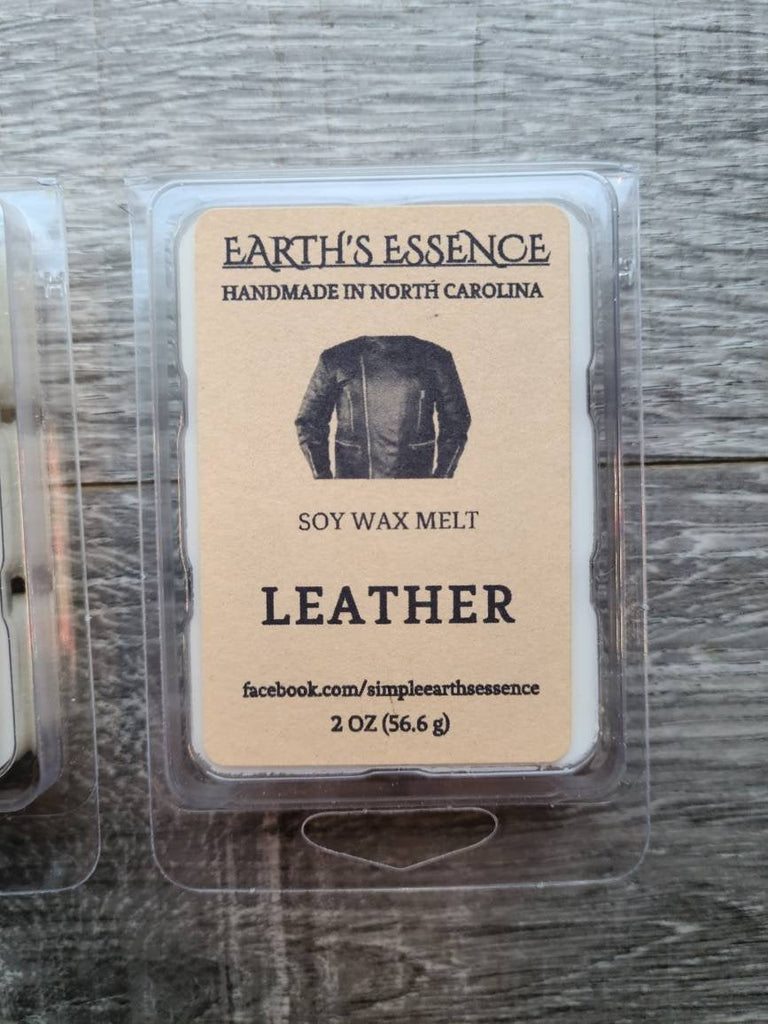 EARTH'S ESSENCE
HANDMADE IN NORTH CAROLINA
SOY WAX MELT
LEATHER
facebook.com/simpleearthsessence
2 OZ (56.6 g)